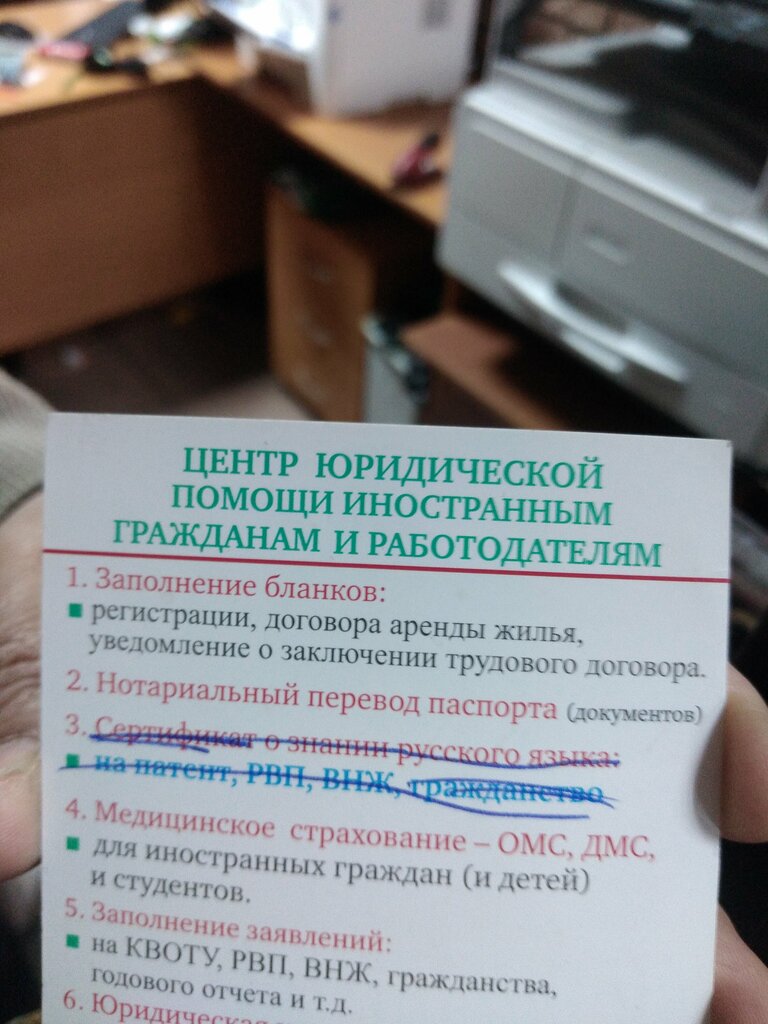 ЦЕНТР ЮРИДИЧЕСКОЙ
ПОМОЩИ ИНОСТРАННЫМ
ГРАЖДАНАМ И РАБОТОДАТЕЛЯМ
1. Заполнение бланков:
регистрации, договора аренды жилья,
уведомление о заключении трудового договора.
2. Нотариальный перевод паспорта (документов)
3. Сертификат о знании русского языка:
на патент, РВП, ВНЖ, гражданство
4. Медицинское страхование – ОМС, ДМС,
для иностранных граждан (и детей)
и студентов.
5. Заполнение заявлений:
на КВОТУ, РВП, ВНЖ, гражданства,
годового отчета и т.д.
6. Юридическая